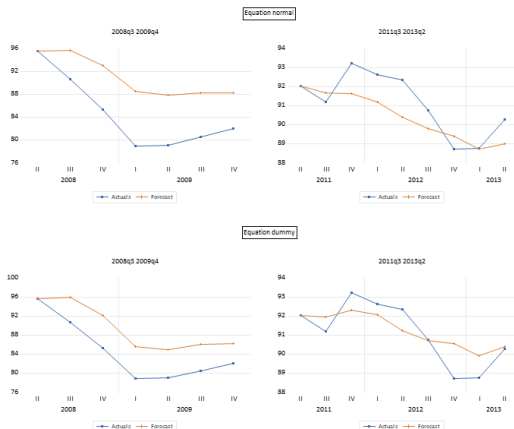 Equation normal
2008q3 2009q4
2011q3 2013q2
96
92
88
84
80
76
II III IV I II III IV
2008 2009
Actuals Forecast
94
93
92
91
90
89
88
II III IV I II III IV I II
2011 2012 2013
Actuals Forecast
Equation dummy
2008q3 2009q4
2011q3 2013q2
100
96
92
88
84
80
76
II III IV I II III IV
2008 2009
Actuals Forecast
94
93
92
91
90
89
88
II III IV I II III IV I II
2011 2012 2013
Actuals Forecast